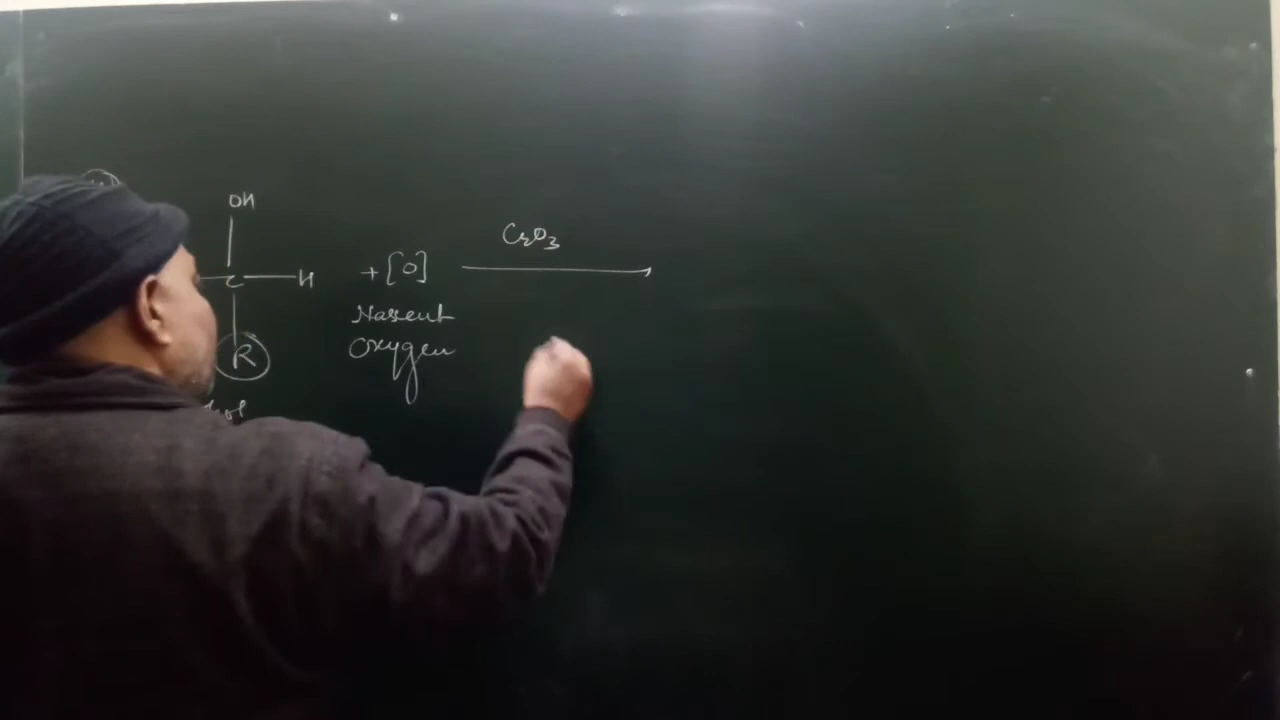 OH
CrO3
C — H + [O] →
Nascent
R
Oxygen